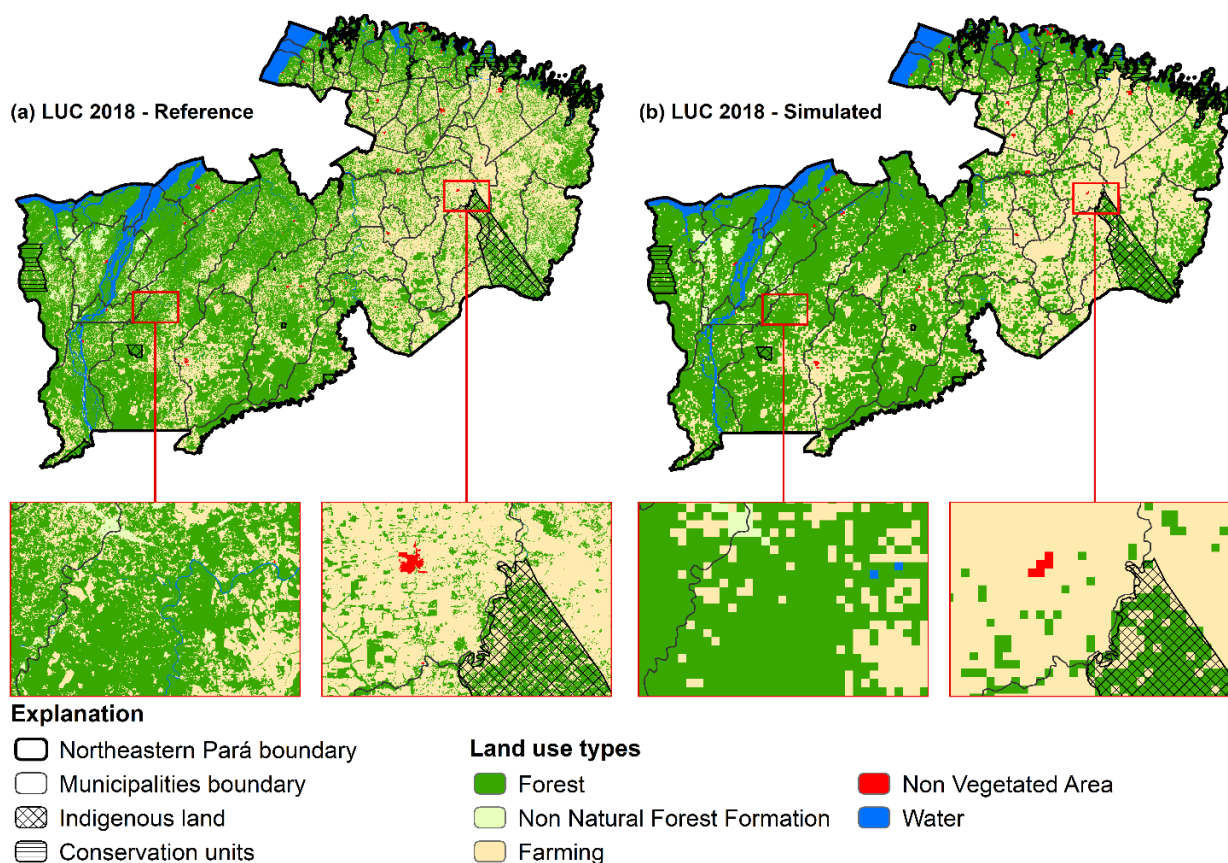 (a) LUC 2018 - Reference
(b) LUC 2018 - Simulated
Explanation
Northeastern Pará boundary
Municipalities boundary
Indigenous land
Conservation units
Land use types
Forest
Non Natural Forest Formation
Farming
Non Vegetated Area
Water